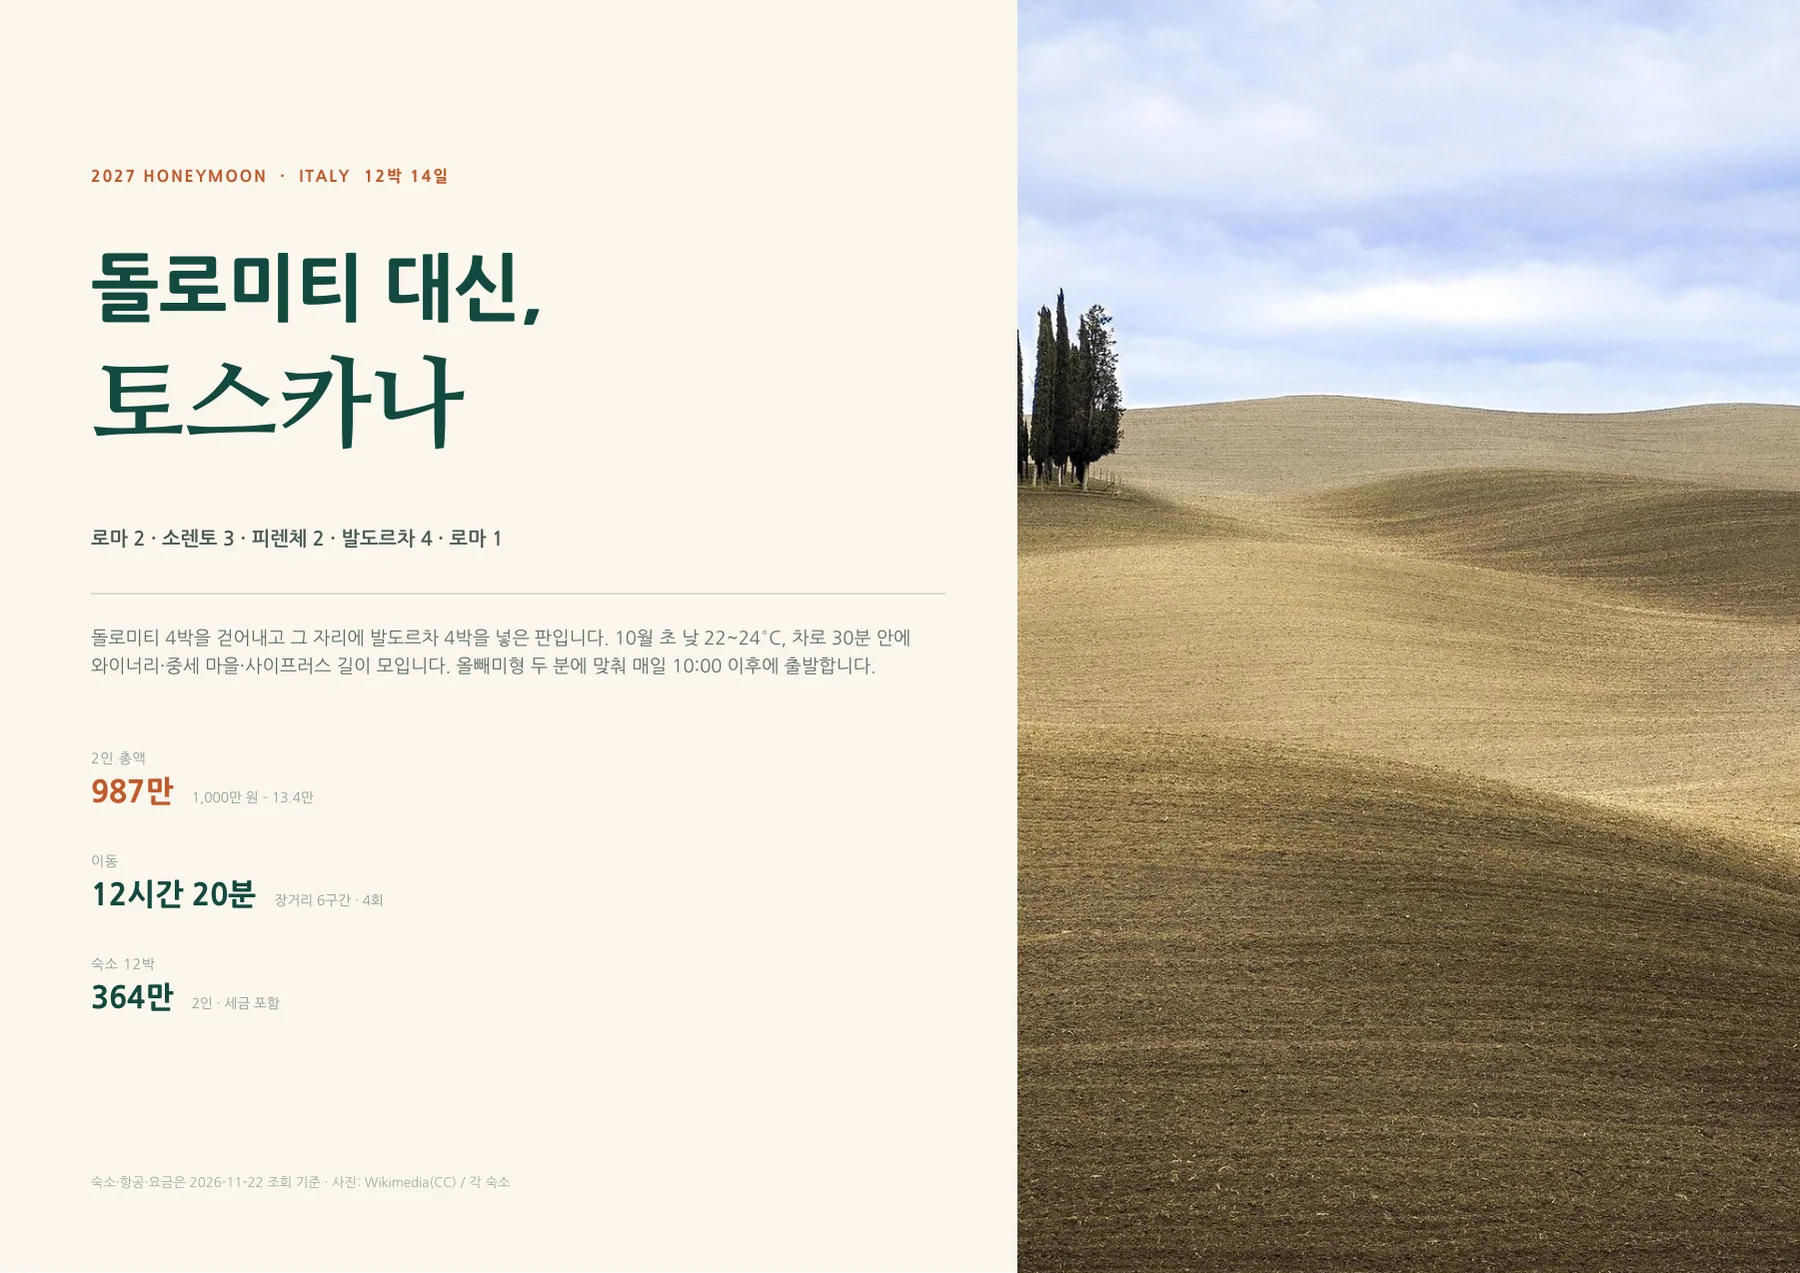 2027 HONEYMOON · ITALY 12박 14일
돌로미티 대신,
토스카나
로마 2 · 소렌토 3 · 피렌체 2 · 발도르차 4 · 로마 1
돌로미티 4박을 걷어내고 그 자리에 발도르차 4박을 넣은 판입니다. 10월 초 낮 22~24°C, 차로 30분 안에
와이너리·중세 마을·사이프러스 길이 모입니다. 올빼미형 두 분에 맞춰 매일 10:00 이후에 출발합니다.
2인 총액
987만 1,000만 원 - 13.4만
이동
12시간 20분 장거리 6구간 · 4회
숙소 12박
364만 2인 · 세금 포함
숙소·항공·요금은 2026-11-22 조회 기준 · 사진: Wikimedia(CC) / 각 숙소